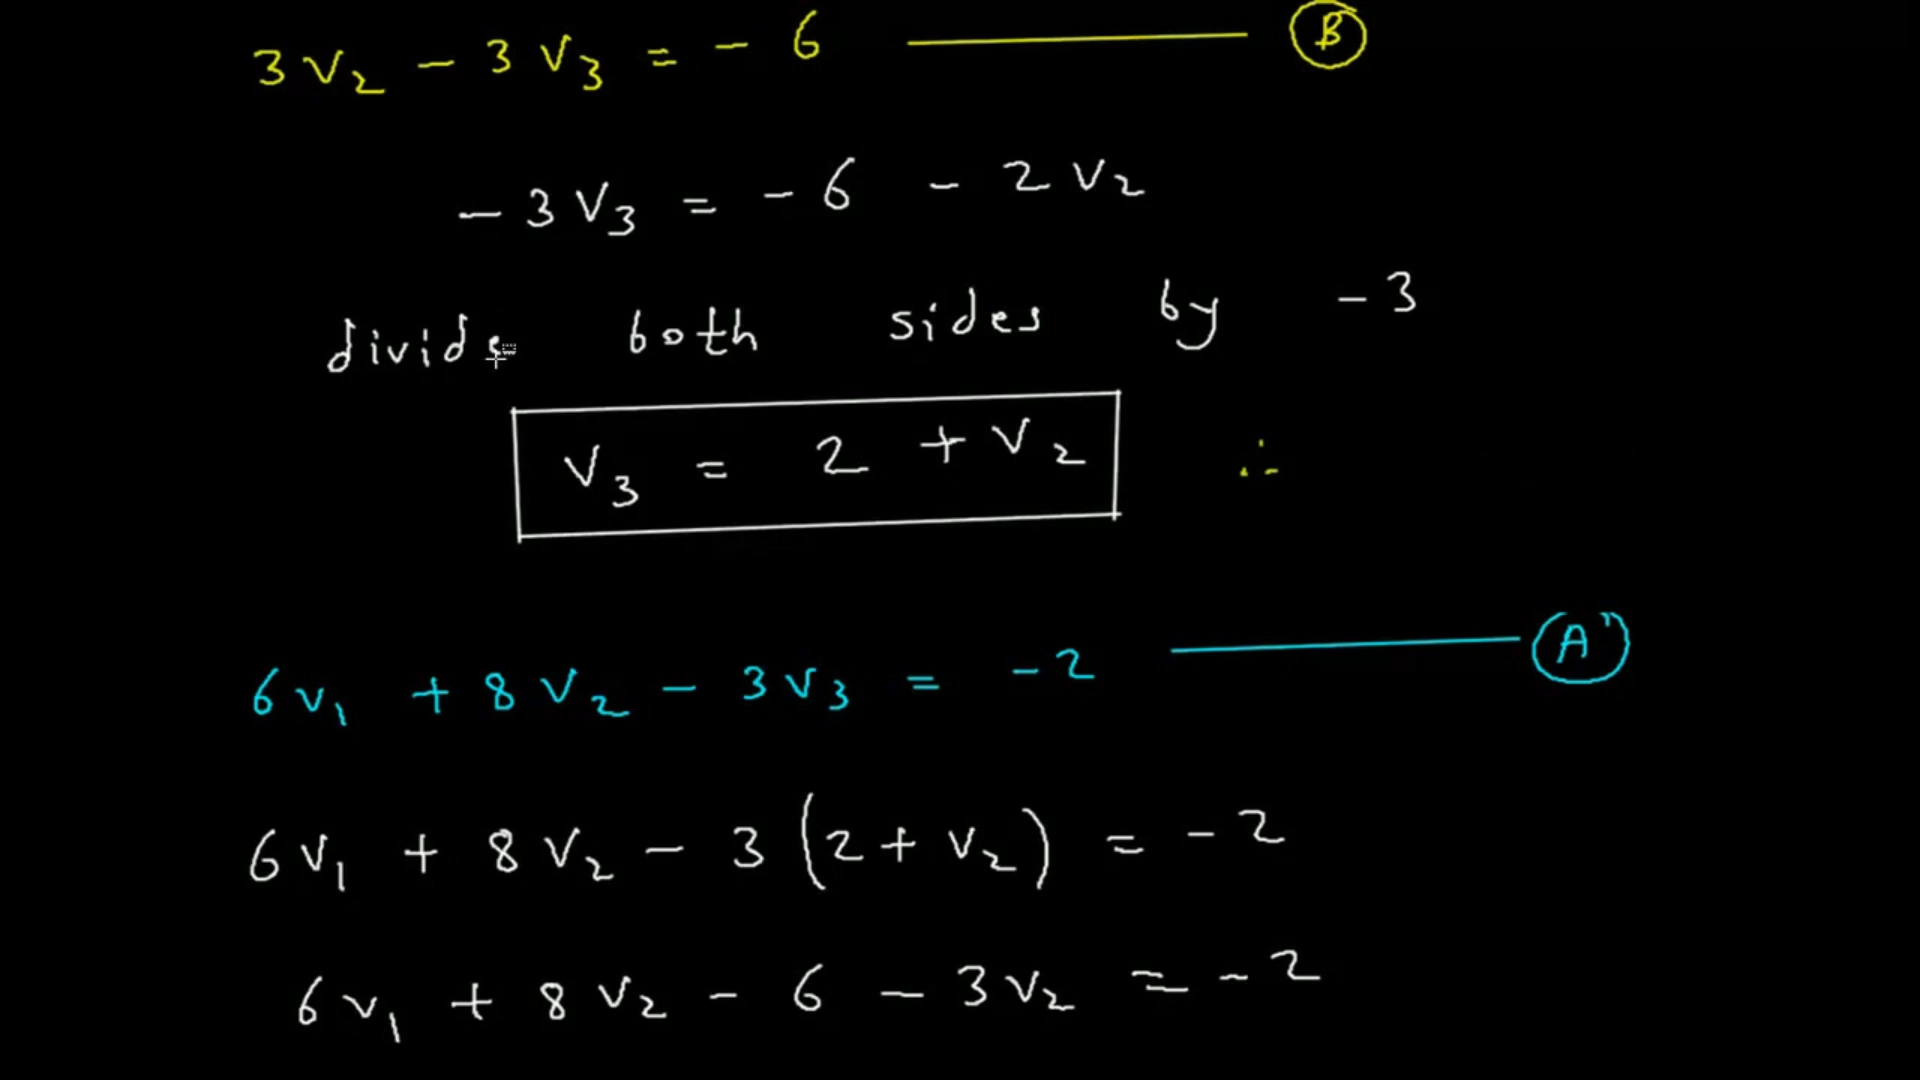 3v₂ - 3v₃ = -6 B
-3v₃ = -6 - 2v₂
divide both sides by -3
v₃ = 2 + v₂ ∴
6v₁ + 8v₂ - 3v₃ = -2 A"
6v₁ + 8v₂ - 3(2 + v₂) = -2
6v₁ + 8v₂ - 6 - 3v₂ = -2